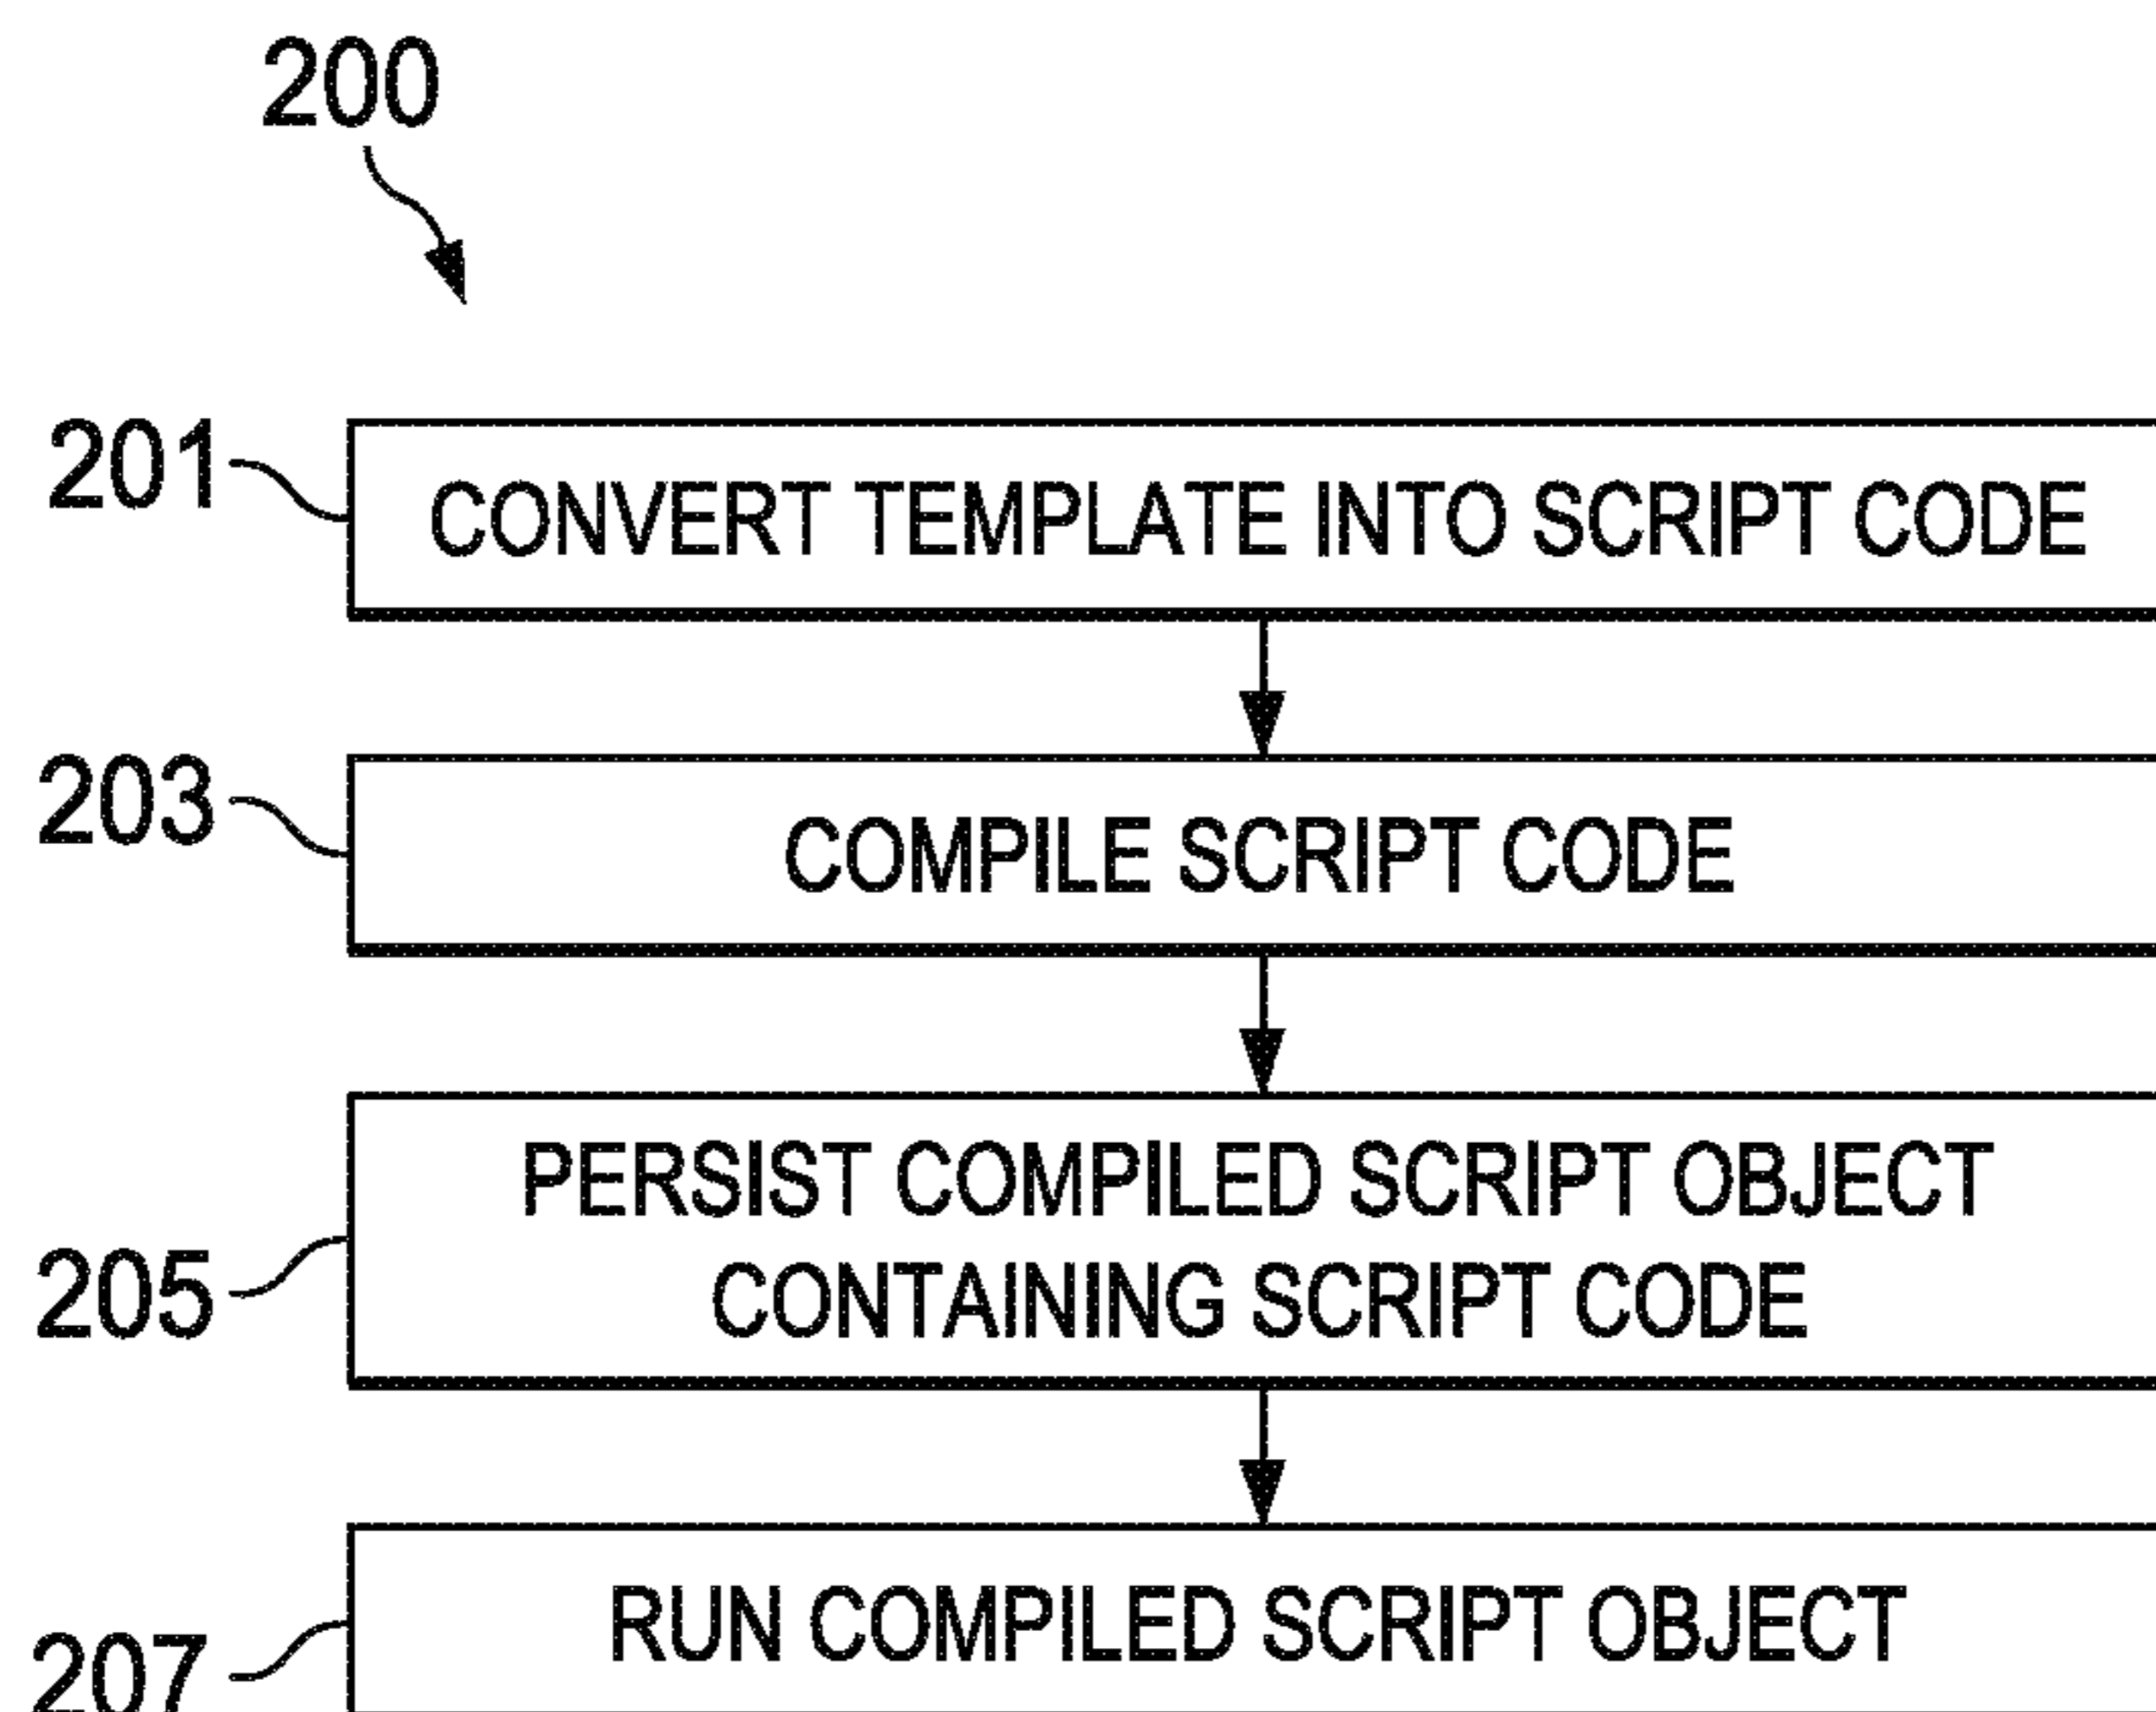 200
201
CONVERT TEMPLATE INTO SCRIPT CODE
203
COMPILE SCRIPT CODE
PERSIST COMPILED SCRIPT OBJECT
205
CONTAINING SCRIPT CODE
RUN COMPILED SCRIPT OBJECT
207